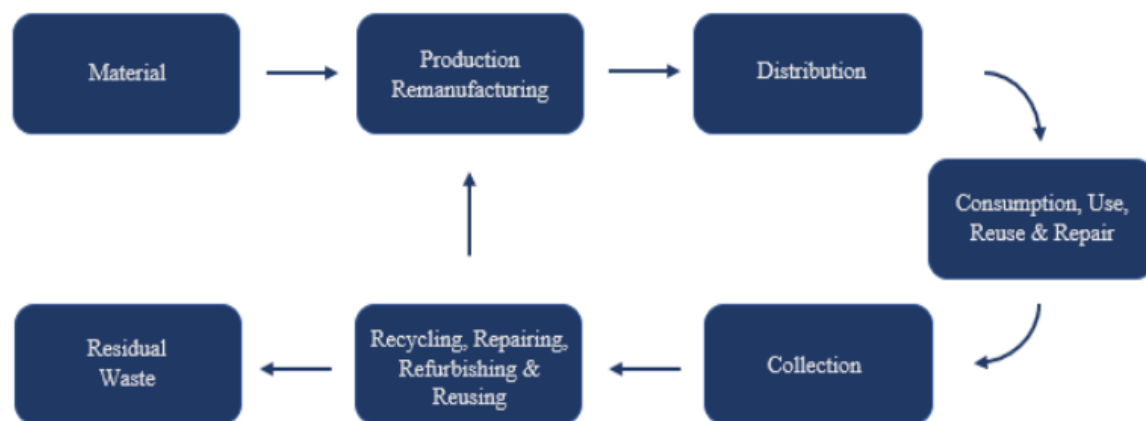 Material
Production
Remanufacturing
Distribution
Consumption, Use,
Reuse & Repair
Collection
Recycling, Repairing,
Refurbishing &
Reusing
Residual
Waste